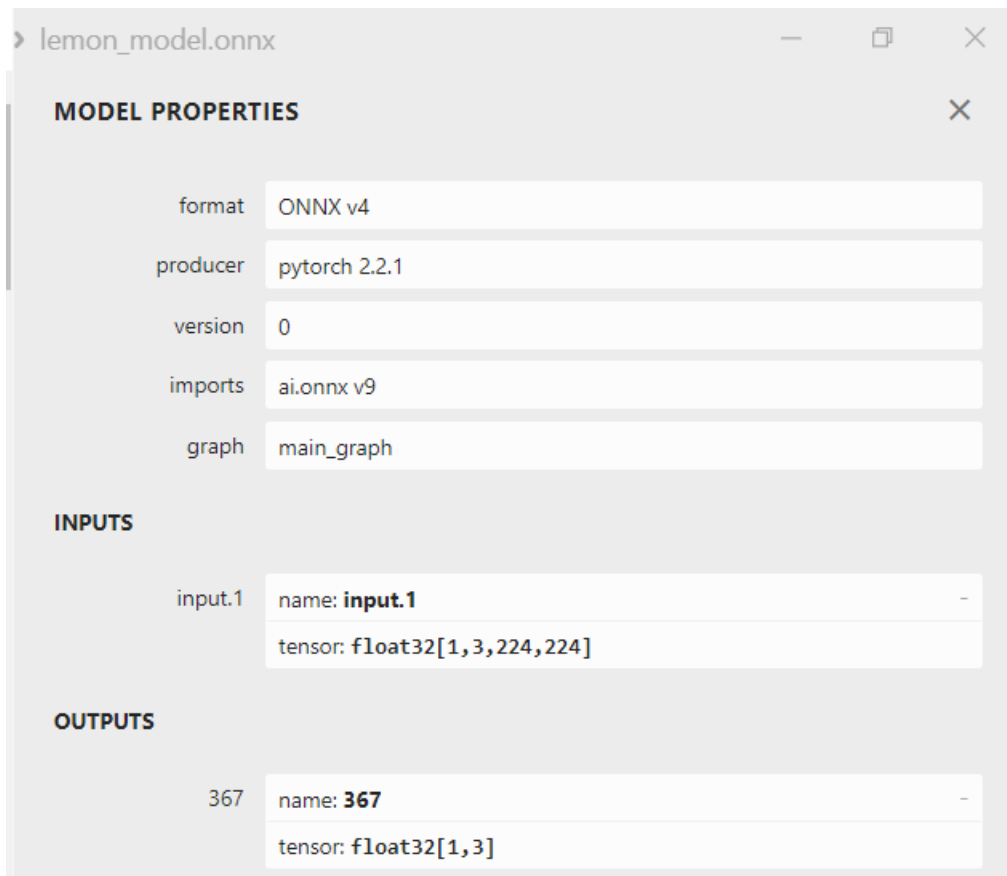 lemon_model.onnx
MODEL PROPERTIES
format ONNX v4
producer pytorch 2.2.1
version 0
imports ai.onnx v9
graph main_graph
INPUTS
input.1 name: input.1 -
tensor: float32[1,3,224,224]
OUTPUTS
367 name: 367 -
tensor: float32[1,3]